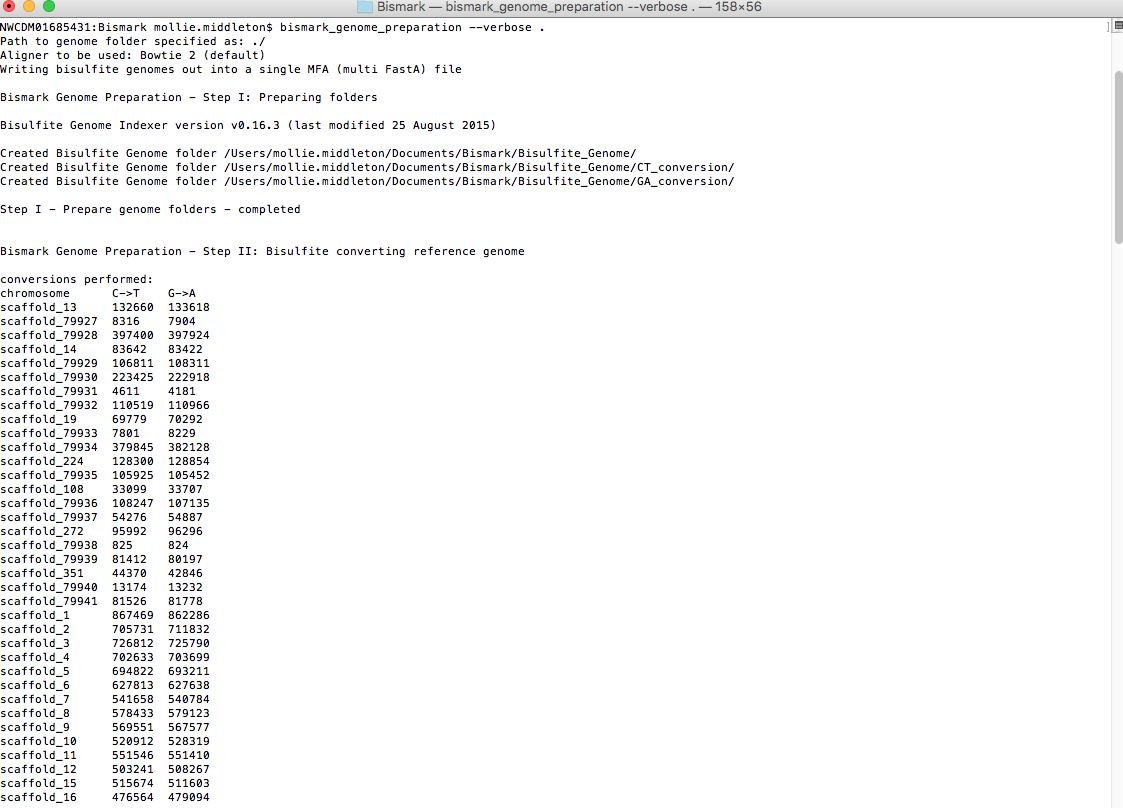 Bismark — bismark_genome_preparation --verbose . — 158×56
NWCDM01685431:Bismark mollie.middleton$ bismark_genome_preparation --verbose .
Path to genome folder specified as: ./
Aligner to be used: Bowtie 2 (default)
Writing bisulfite genomes out into a single MFA (multi FastA) file
Bismark Genome Preparation - Step I: Preparing folders
Bisulfite Genome Indexer version v0.16.3 (last modified 25 August 2015)
Created Bisulfite Genome folder /Users/mollie.middleton/Documents/Bismark/Bisulfite_Genome/
Created Bisulfite Genome folder /Users/mollie.middleton/Documents/Bismark/Bisulfite_Genome/CT_conversion/
Created Bisulfite Genome folder /Users/mollie.middleton/Documents/Bismark/Bisulfite_Genome/GA_conversion/
Step I - Prepare genome folders - completed
Bismark Genome Preparation - Step II: Bisulfite converting reference genome
conversions performed:
chromosome C->T G->A
scaffold_13 132660 133618
scaffold_79927 8316 7904
scaffold_79928 397400 397924
scaffold_14 83642 83422
scaffold_79929 106811 108311
scaffold_79930 223425 222918
scaffold_79931 4611 4181
scaffold_79932 110519 110966
scaffold_19 69779 70292
scaffold_79933 7801 8229
scaffold_79934 379845 382128
scaffold_224 128300 128854
scaffold_79935 105925 105452
scaffold_108 33099 33707
scaffold_79936 108247 107135
scaffold_79937 54276 54887
scaffold_272 95992 96296
scaffold_79938 825 824
scaffold_79939 81412 80197
scaffold_351 44370 42846
scaffold_79940 13174 13232
scaffold_79941 81526 81778
scaffold_1 867469 862286
scaffold_2 705731 711832
scaffold_3 726812 725790
scaffold_4 702633 703699
scaffold_5 694822 693211
scaffold_6 627813 627638
scaffold_7 541658 540784
scaffold_8 578433 579123
scaffold_9 569551 567577
scaffold_10 520912 528319
scaffold_11 551546 551410
scaffold_12 503241 508267
scaffold_15 515674 511603
scaffold_16 476564 479094